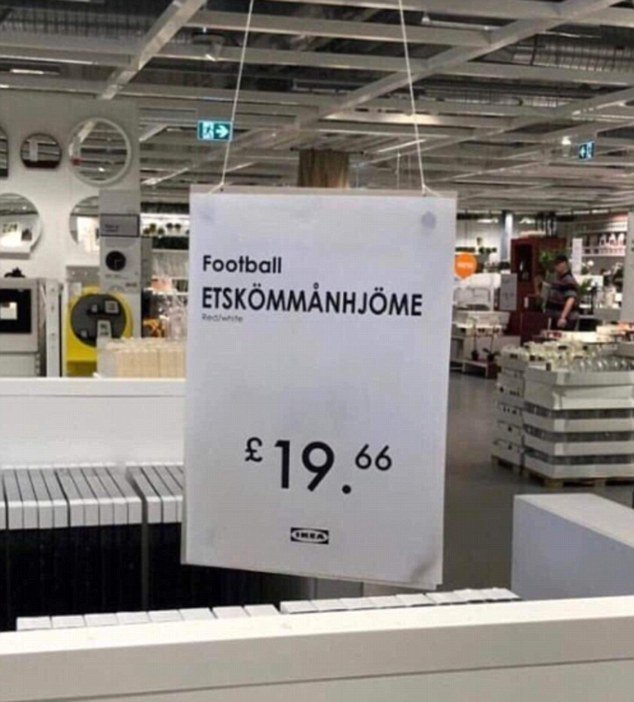 Football
ETSKÖMMÅNHJÖME
Red/white
£19.66
IKEA